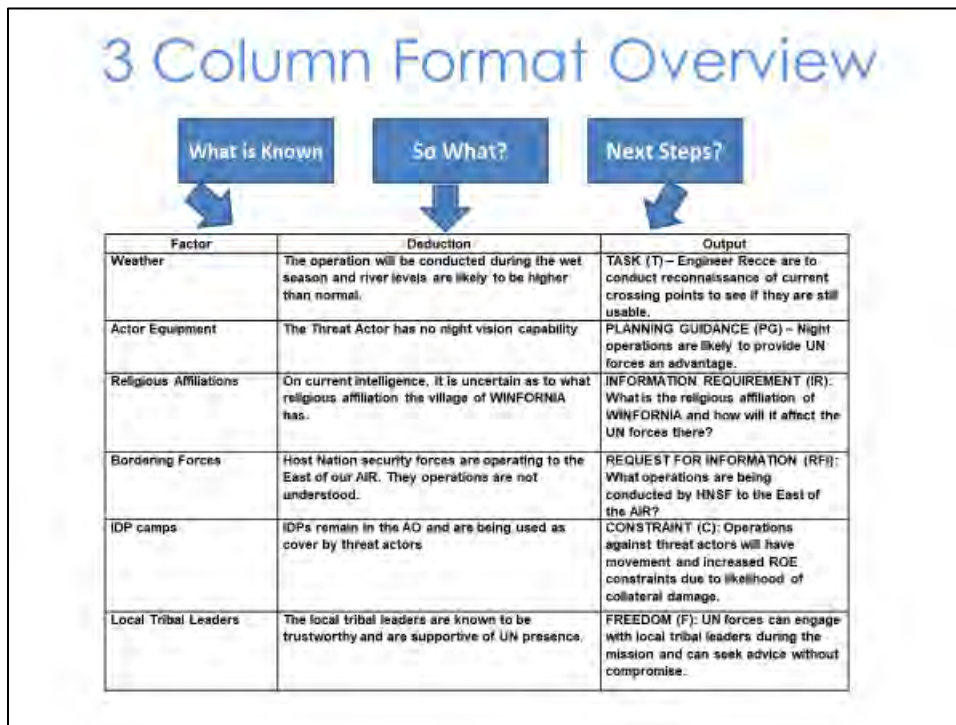 3 Column Format Overview
What is Known
So What?
Next Steps?
Factor
Deduction
Output
Weather
The operation will be conducted during the wet
season and river levels are likely to be higher
than normal.
TASK (T) – Engineer Recce are to
conduct reconnaissance of current
crossing points to see if they are still
usable.
Actor Equipment
The Threat Actor has no night vision capability
PLANNING GUIDANCE (PG) – Night
operations are likely to provide UN
forces an advantage.
Religious Affiliations
On current intelligence, it is uncertain as to what
religious affiliation the village of WINFORNIA
has.
INFORMATION REQUIREMENT (IR):
What is the religious affiliation of
WINFORNIA and how will it affect the
UN forces there?
Bordering Forces
Host Nation security forces are operating to the
East of our AIR. They operations are not
understood.
REQUEST FOR INFORMATION (RFI):
What operations are being
conducted by HNSF to the East of
the AIR?
IDP camps
IDPs remain in the AO and are being used as
cover by threat actors
CONSTRAINT (C): Operations
against threat actors will have
movement and increased ROE
constraints due to likelihood of
collateral damage.
Local Tribal Leaders
The local tribal leaders are known to be
trustworthy and are supportive of UN presence.
FREEDOM (F): UN forces can engage
with local tribal leaders during the
mission and can seek advice without
compromise.